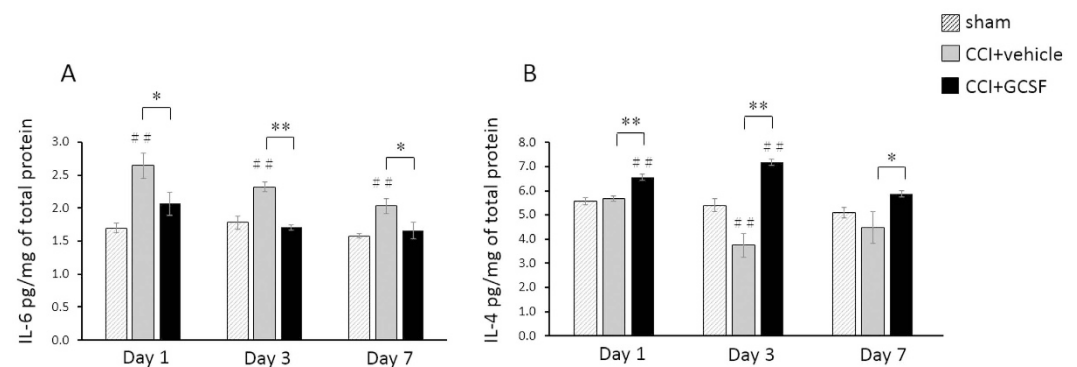 sham
CCI+vehicle
CCI+GCSF
A
IL-6 pg/mg of total protein
3.0
2.5
2.0
1.5
1.0
0.5
0.0
##
*
##
**
##
*
Day 1
Day 3
Day 7
B
IL-4 pg/mg of total protein
8.0
7.0
6.0
5.0
4.0
3.0
2.0
1.0
0.0
**
##
##
**
##
*
Day 1
Day 3
Day 7